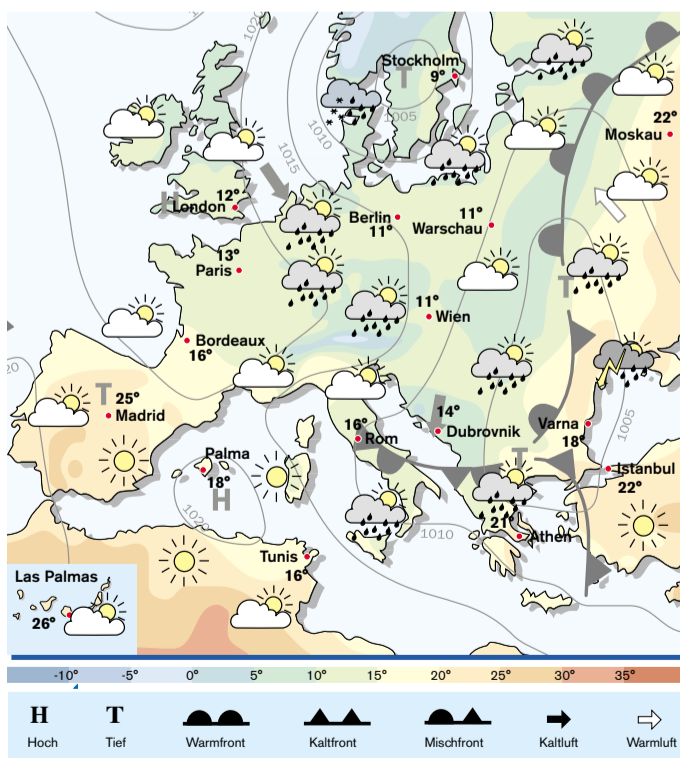 1020
Stockholm
9°
T
1005
1010
22°
Moskau
1015
12°
H
London
Berlin
11°
11°
Warschau
13°
Paris
T
11°
Wien
Bordeaux
16°
T
25°
Madrid
20
14°
Dubrovnik
16°
Rom
Varna
18°
1005
Palma
18°
H
T
Istanbul
22°
21°
Athen
1010
Tunis
16°
Las Palmas
26°
-10° -5° 0° 5° 10° 15° 20° 25° 30° 35°
H T
Hoch Tief Warmfront Kaltfront Mischfront Kaltluft Warmluft